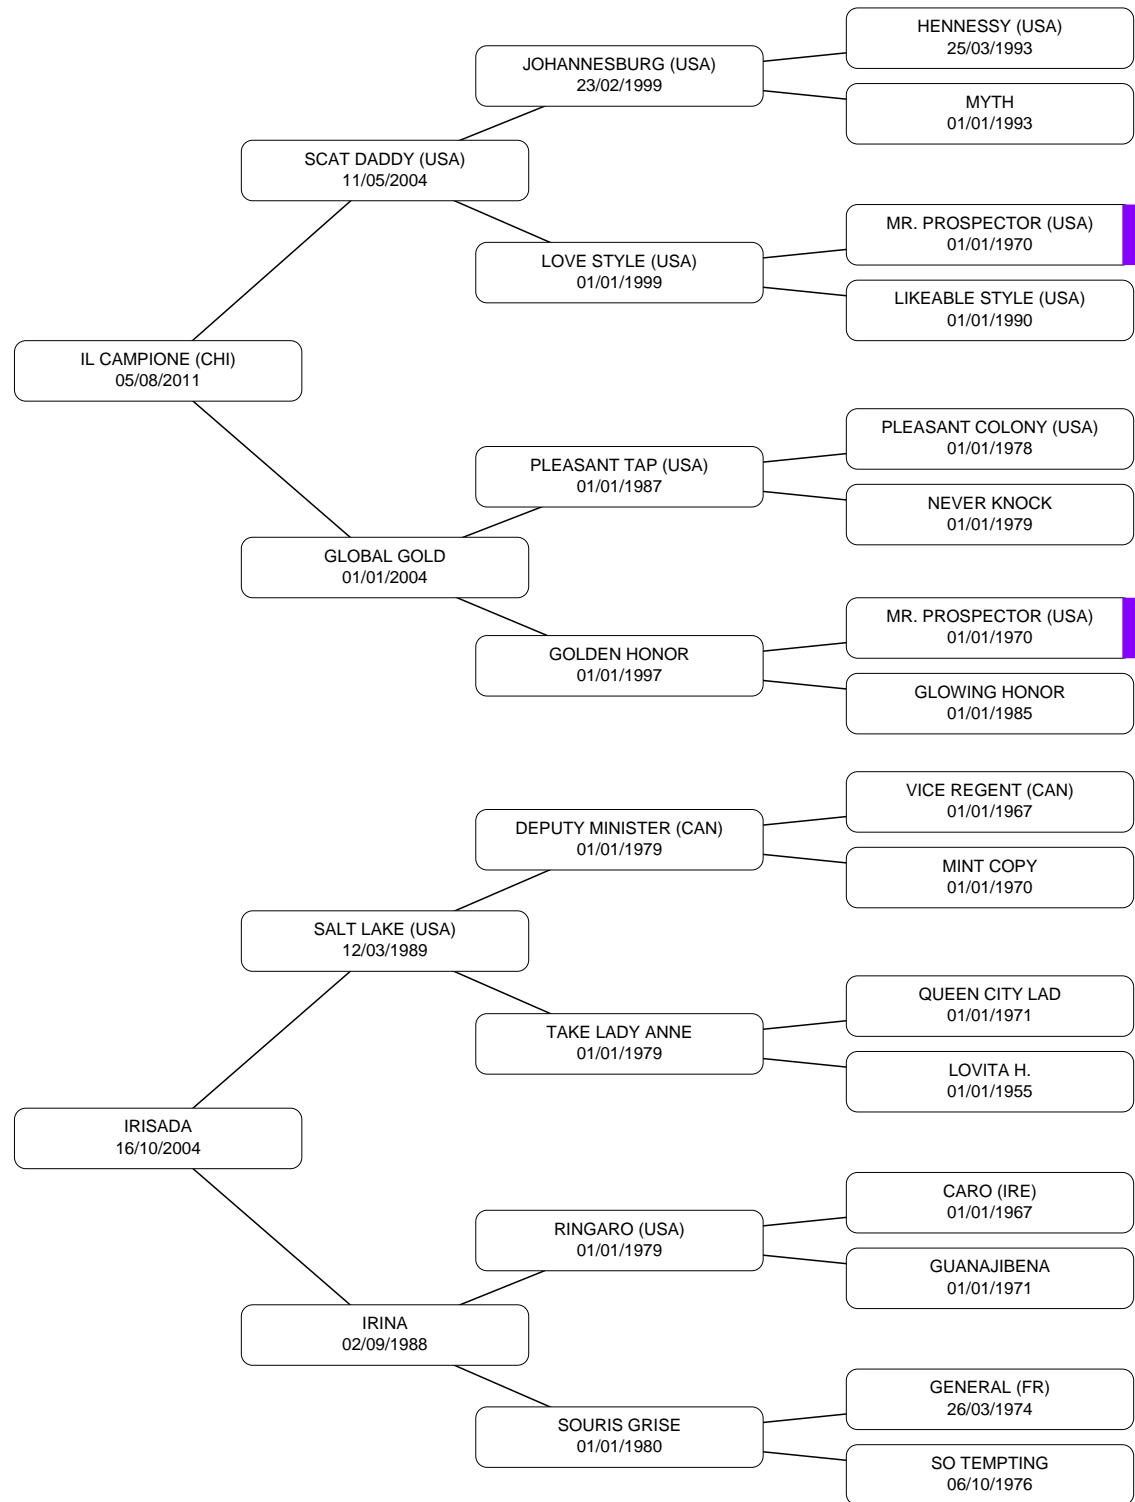 HENNESSY (USA)
25/03/1993
JOHANNESBURG (USA)
23/02/1999
MYTH
01/01/1993
SCAT DADDY (USA)
11/05/2004
MR. PROSPECTOR (USA)
01/01/1970
LOVE STYLE (USA)
01/01/1999
LIKEABLE STYLE (USA)
01/01/1990
IL CAMPIONE (CHI)
05/08/2011
PLEASANT COLONY (USA)
01/01/1978
PLEASANT TAP (USA)
01/01/1987
NEVER KNOCK
01/01/1979
GLOBAL GOLD
01/01/2004
MR. PROSPECTOR (USA)
01/01/1970
GOLDEN HONOR
01/01/1997
GLOWING HONOR
01/01/1985
VICE REGENT (CAN)
01/01/1967
DEPUTY MINISTER (CAN)
01/01/1979
MINT COPY
01/01/1970
SALT LAKE (USA)
12/03/1989
QUEEN CITY LAD
01/01/1971
TAKE LADY ANNE
01/01/1979
LOVITA H.
01/01/1955
IRISADA
16/10/2004
CARO (IRE)
01/01/1967
RINGARO (USA)
01/01/1979
GUANAJIBENA
01/01/1971
IRINA
02/09/1988
GENERAL (FR)
26/03/1974
SOURIS GRISE
01/01/1980
SO TEMPTING
06/10/1976